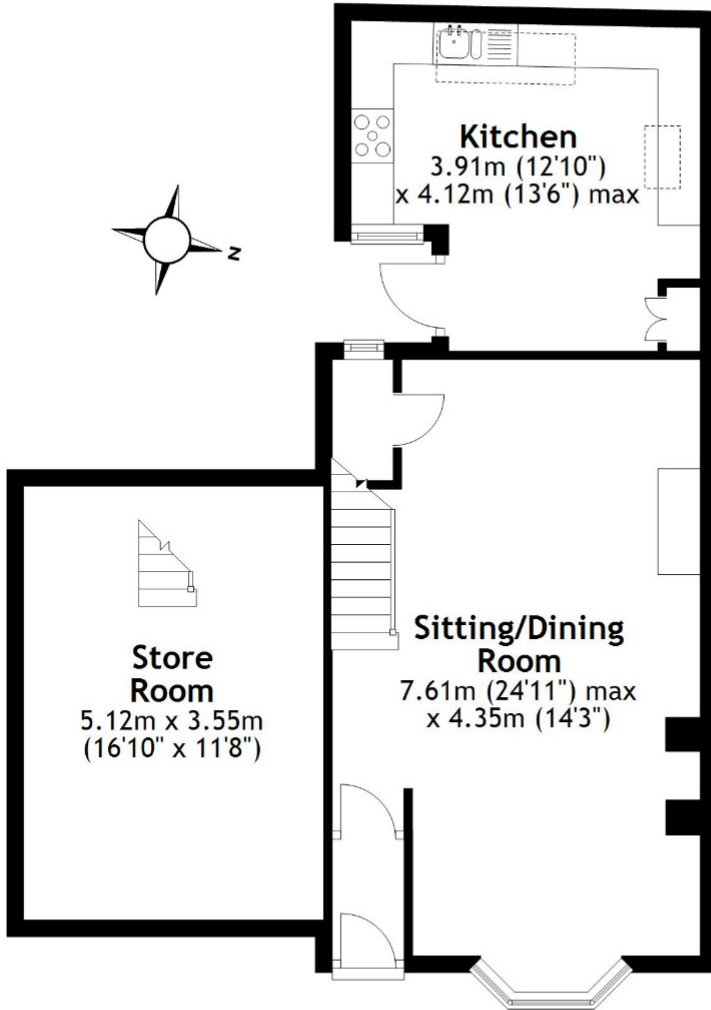 Kitchen
3.91m (12'10")
x 4.12m (13'6") max
N
Sitting/Dining
Room
7.61m (24'11") max
x 4.35m (14'3")
Store
Room
5.12m x 3.55m
(16'10" x 11'8")